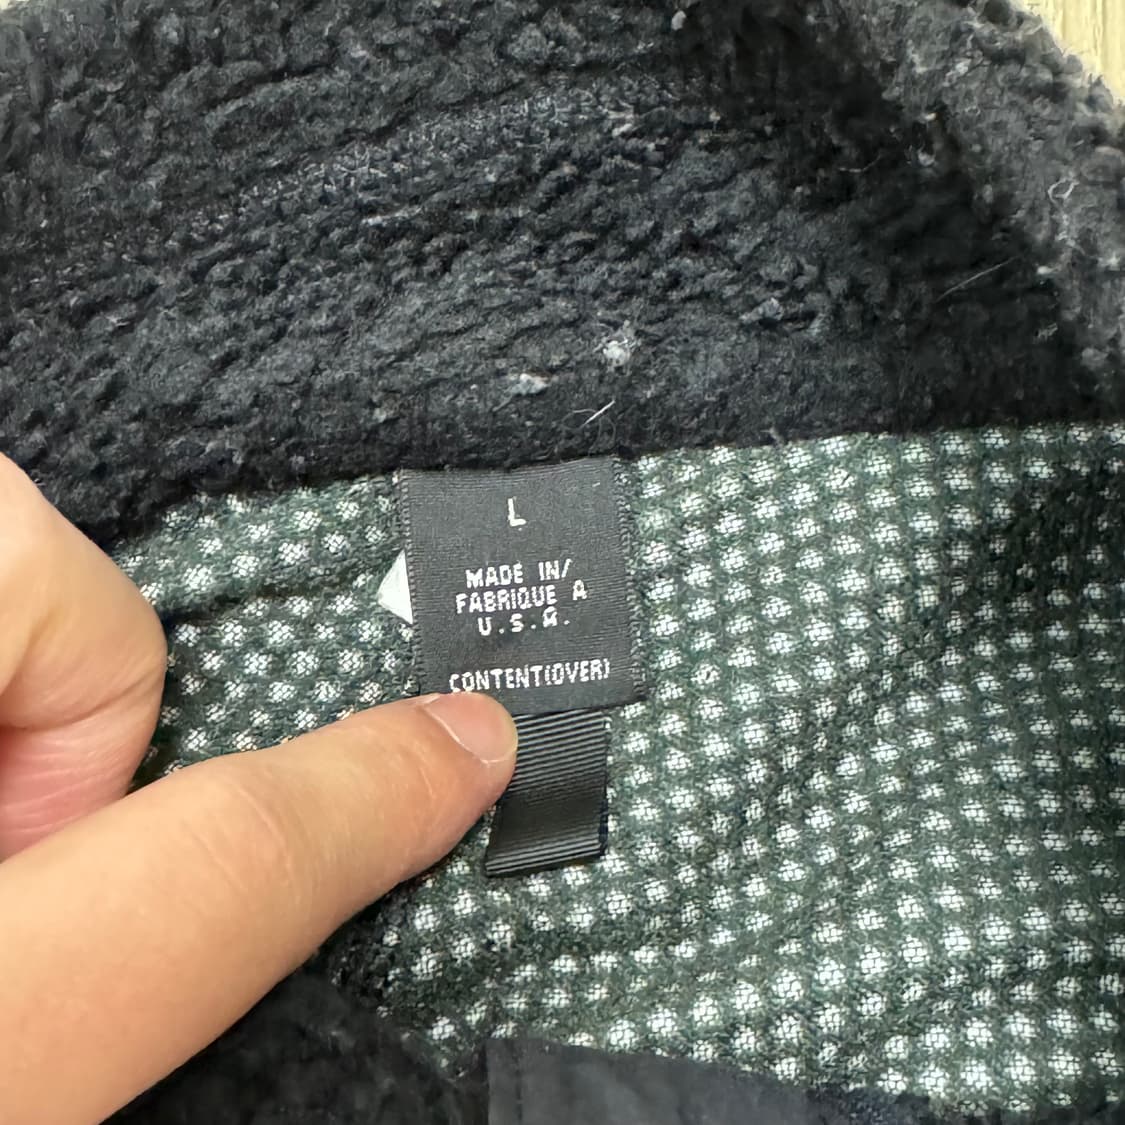 L
MADE IN/
FABRIQUE A
U.S.A.
CONTENT(OVER)